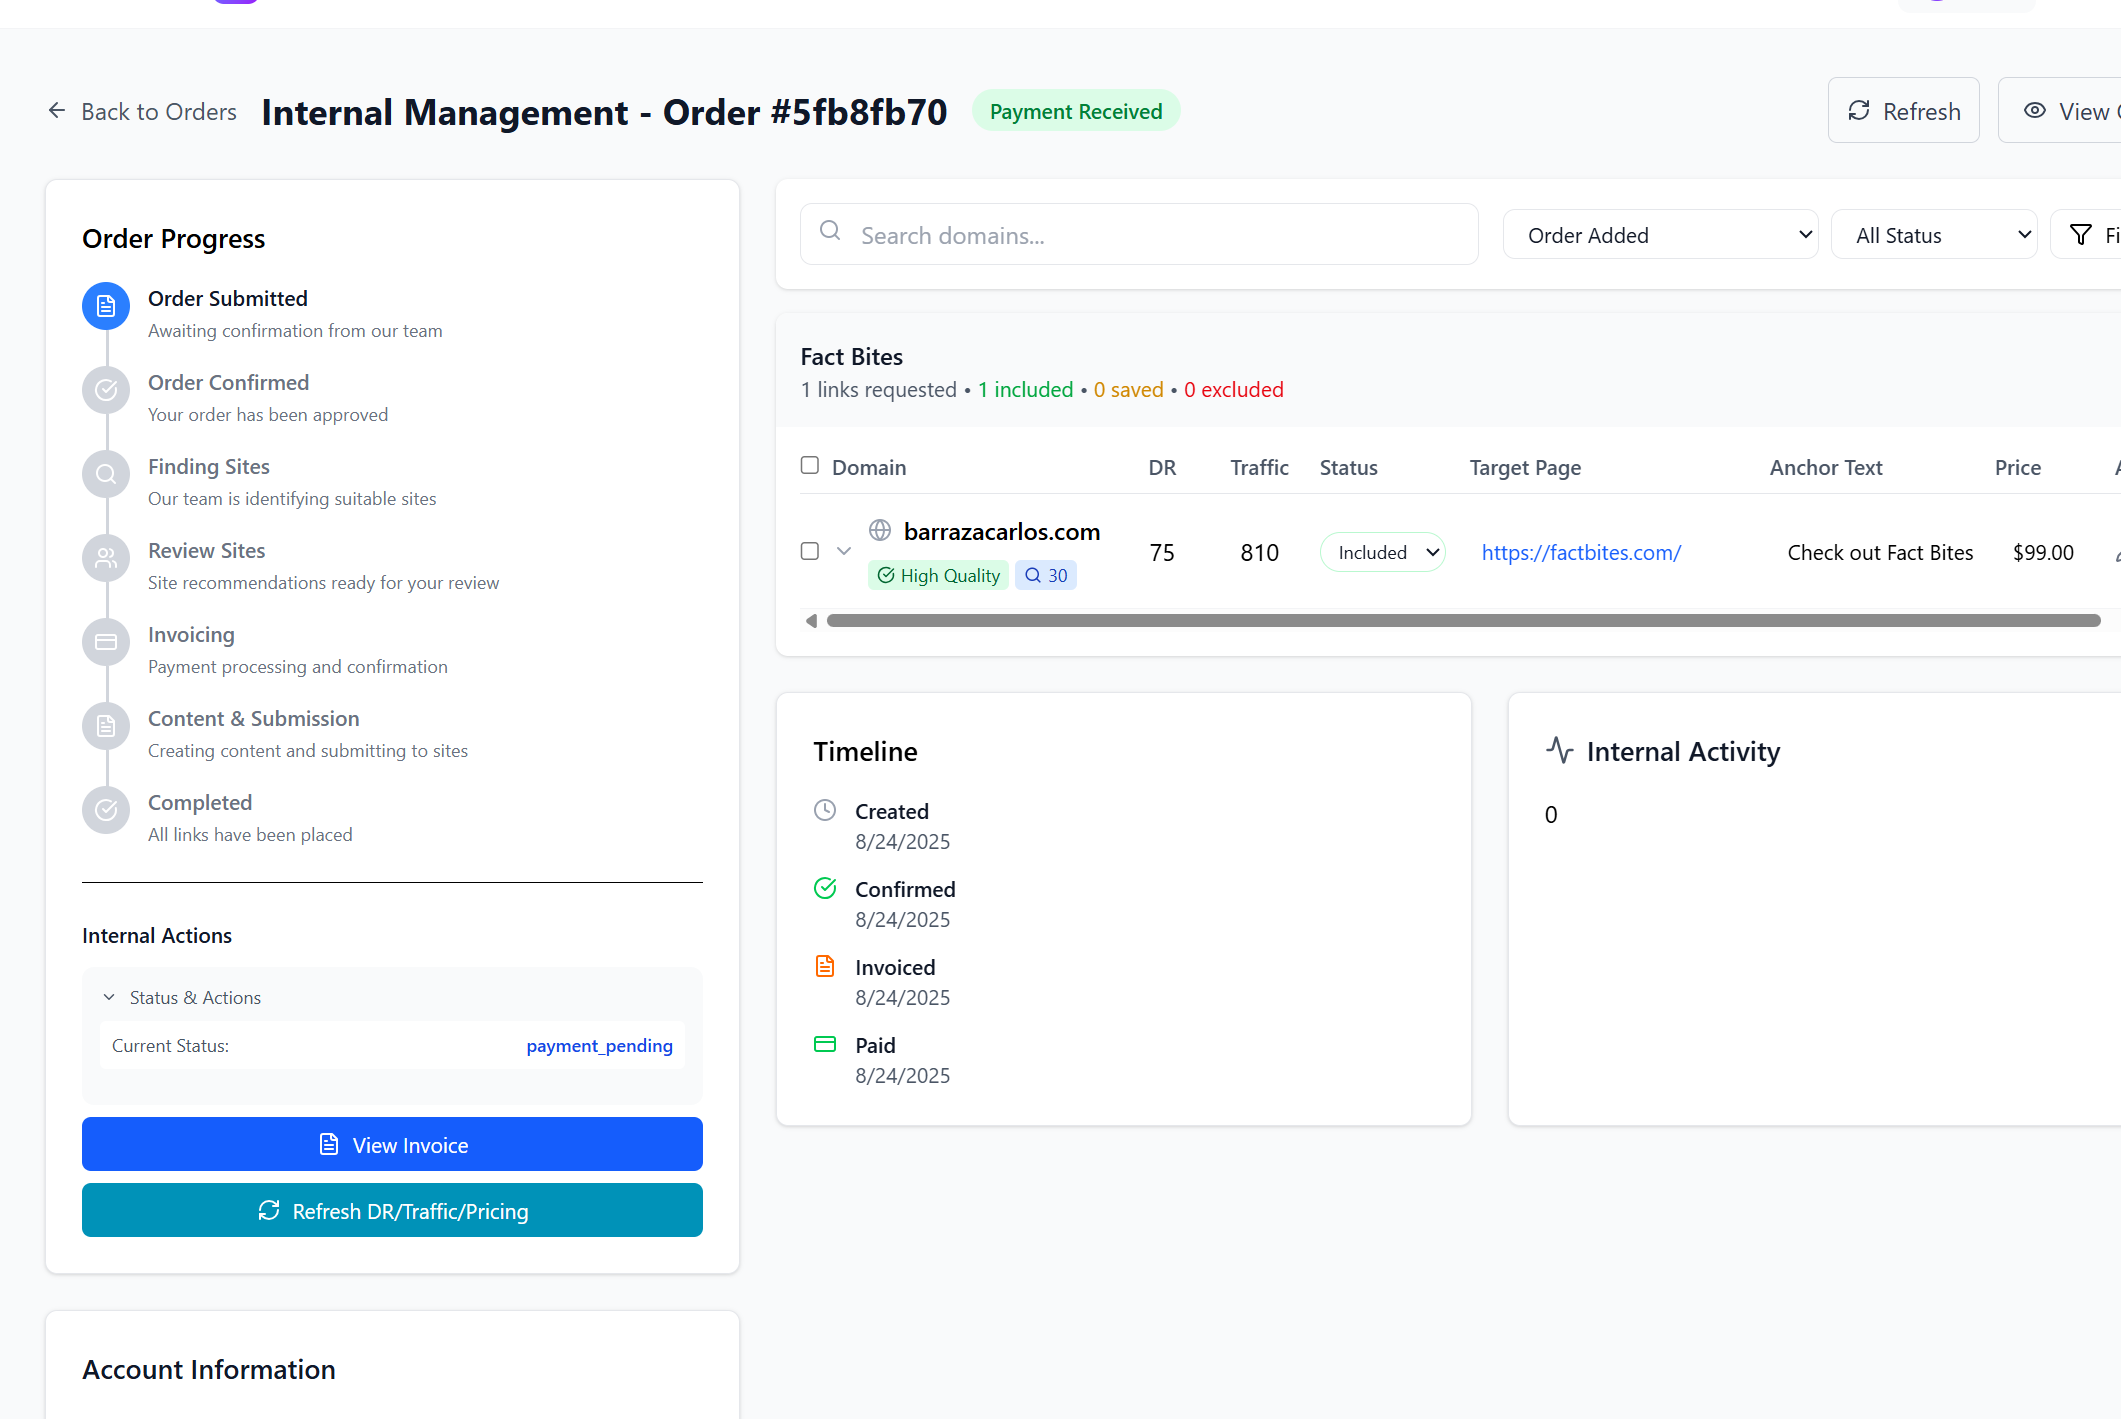 Back to Orders
Internal Management - Order #5fb8fb70
Payment Received
Refresh
View
Order Progress
Order Submitted
Awaiting confirmation from our team
Order Confirmed
Your order has been approved
Finding Sites
Our team is identifying suitable sites
Review Sites
Site recommendations ready for your review
Invoicing
Payment processing and confirmation
Content & Submission
Creating content and submitting to sites
Completed
All links have been placed
Internal Actions
Status & Actions
Current Status: payment_pending
View Invoice
Refresh DR/Traffic/Pricing
Account Information
Search domains...
Order Added
All Status
Fact Bites
1 links requested • 1 included • 0 saved • 0 excluded
Domain DR Traffic Status Target Page Anchor Text Price
barrazacarlos.com 75 810 Included https://factbites.com/ Check out Fact Bites $99.00
High Quality 30
Timeline
Created
8/24/2025
Confirmed
8/24/2025
Invoiced
8/24/2025
Paid
8/24/2025
Internal Activity
0